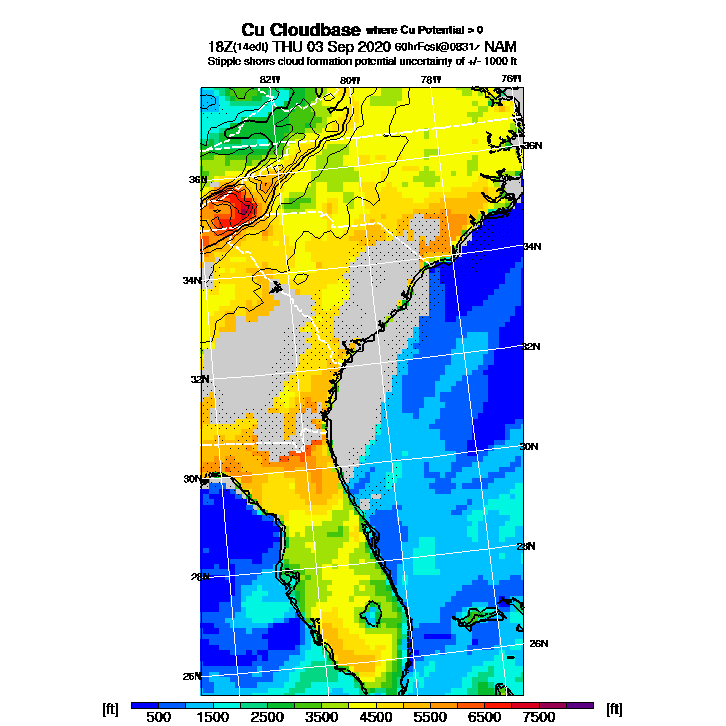 Cu Cloudbase where Cu Potential > 0
18Z(14edt) THU 03 Sep 2020 60hrFcst@0831z NAM
Stipple shows cloud formation potential uncertainty of +/- 1000 ft
82W 80W 78W 76W
36N
36N
34N
34N
32N
32N
30N
30N
28N
28N
26N
26N
[ft] 500 1500 2500 3500 4500 5500 6500 7500 [ft]